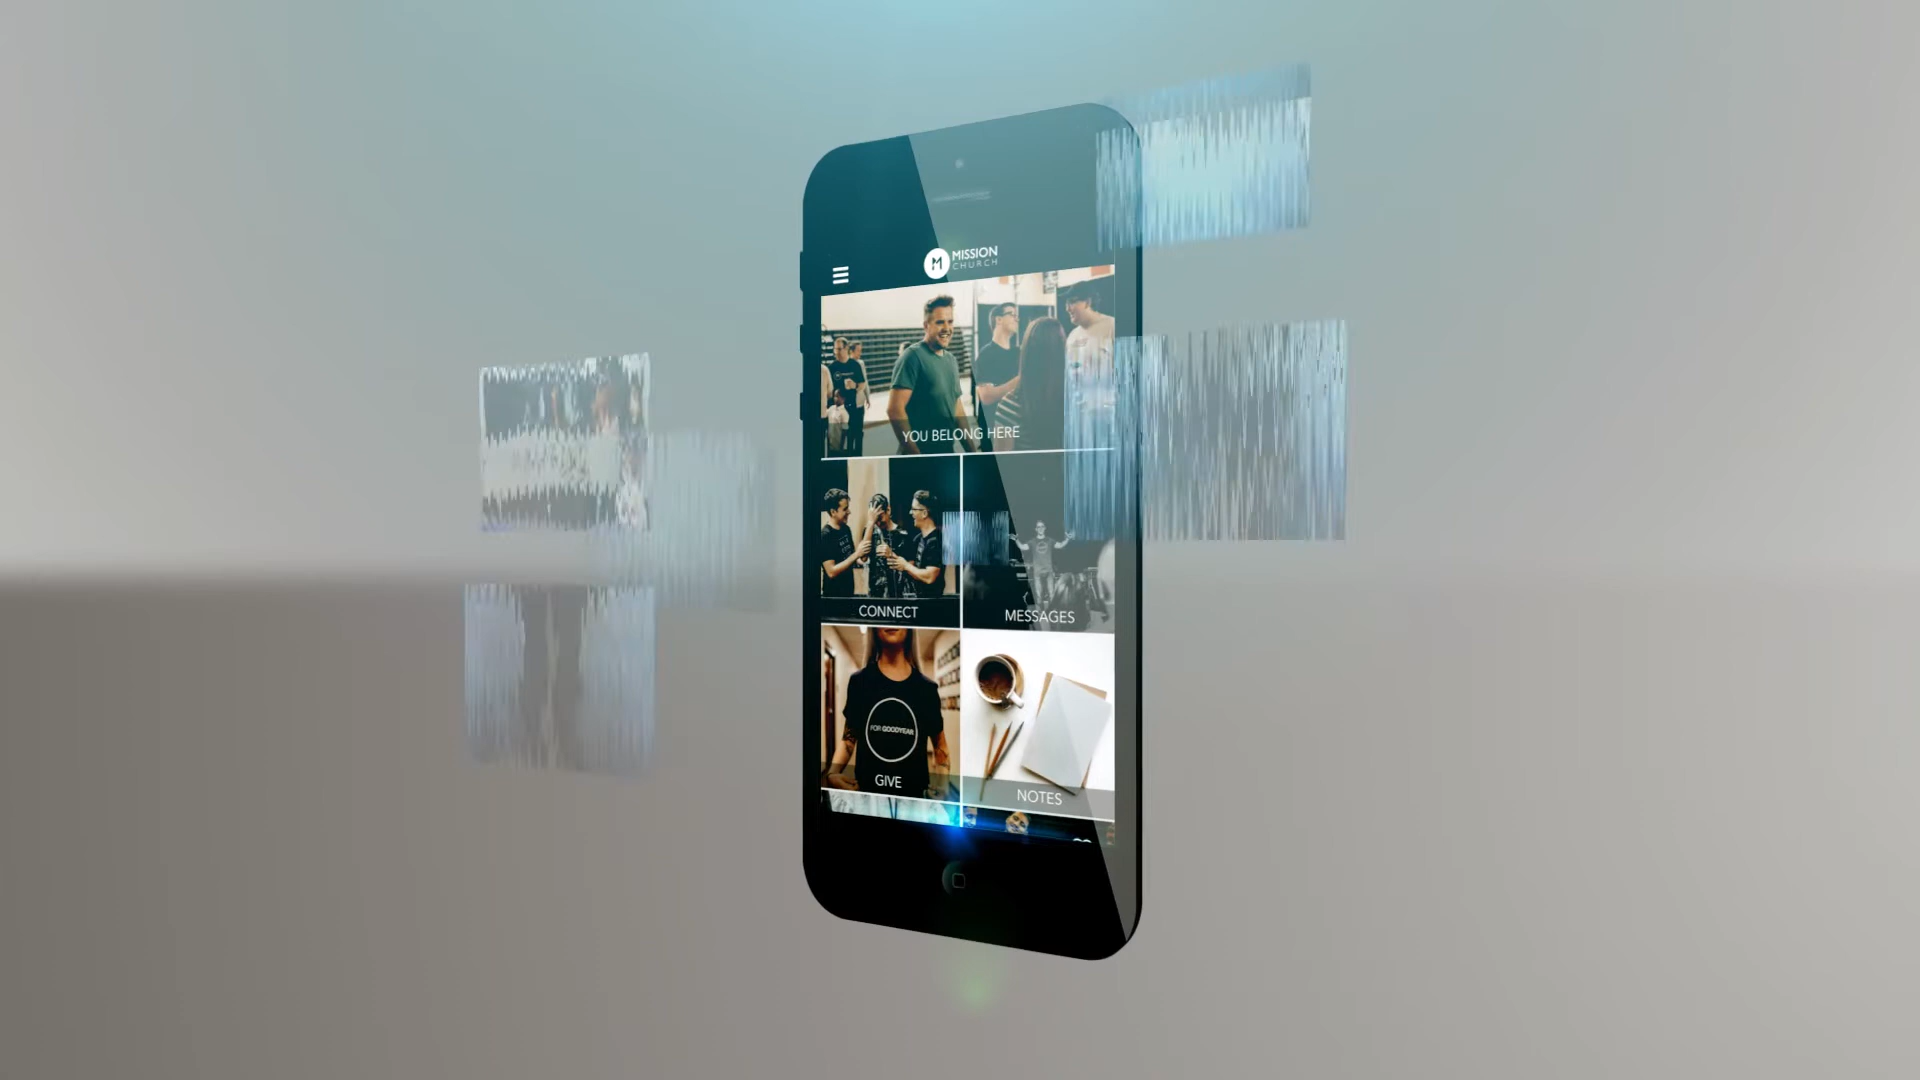 MISSION
CHURCH
YOU BELONG HERE
CONNECT
MESSAGES
FOR GOODYEAR
GIVE
NOTES